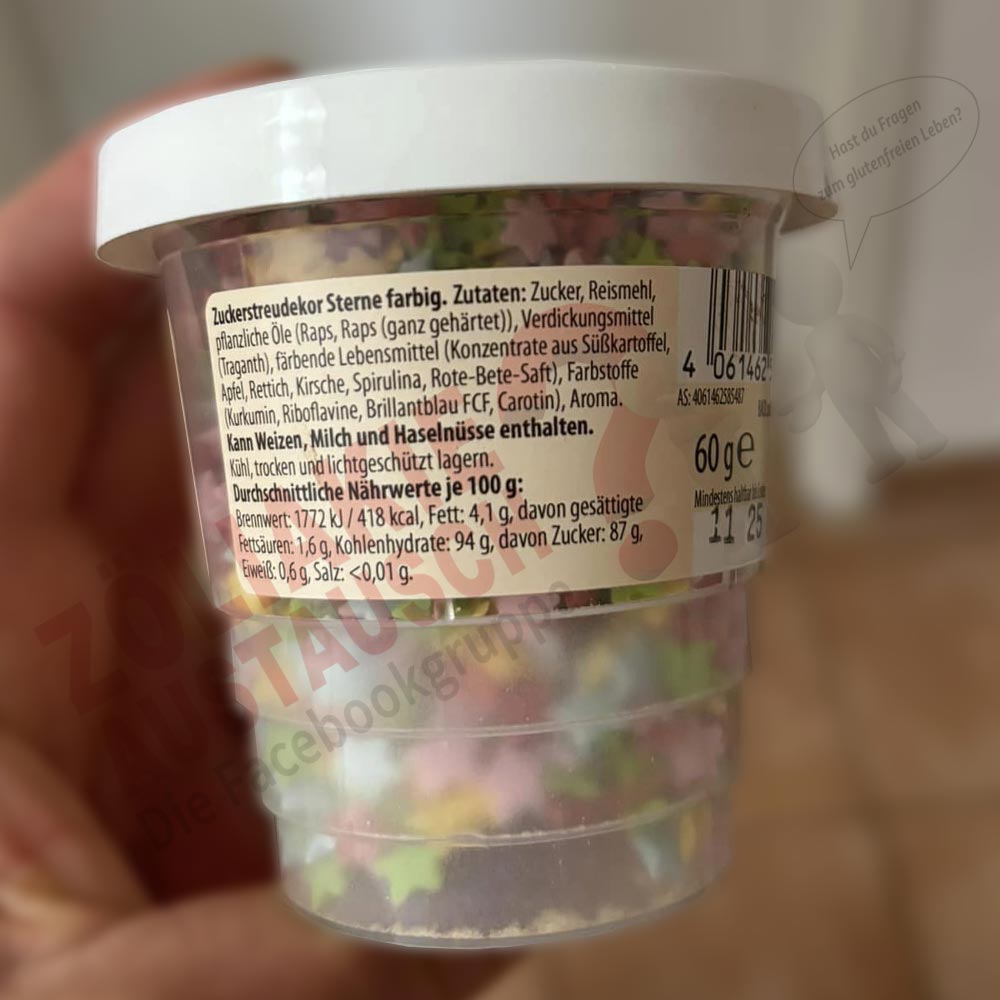 Hast du Fragen
zum glutenfreien Leben?
Zuckerstreudekor Sterne farbig. Zutaten: Zucker, Reismehl,
pflanzliche Öle (Raps, Raps (ganz gehärtet)), Verdickungsmittel
(Traganth), färbende Lebensmittel (Konzentrate aus Süßkartoffel,
Apfel, Rettich, Kirsche, Spirulina, Rote-Bete-Saft), Farbstoffe
(Kurkumin, Riboflavine, Brillantblau FCF, Carotin), Aroma.
Kann Weizen, Milch und Haselnüsse enthalten.
Kühl, trocken und lichtgeschützt lagern.
Durchschnittliche Nährwerte je 100 g:
Brennwert: 1772 kJ / 418 kcal, Fett: 4,1 g, davon gesättigte
Fettsäuren: 1,6 g, Kohlenhydrate: 94 g, davon Zucker: 87 g,
Eiweiß: 0,6 g, Salz: <0,01 g.
4 061462
AS: 4061462585487
60 g e
Mindestens haltbar bis
11 25
ZÖLIAKIE
AUSTAUSCH
Die Facebookgruppe